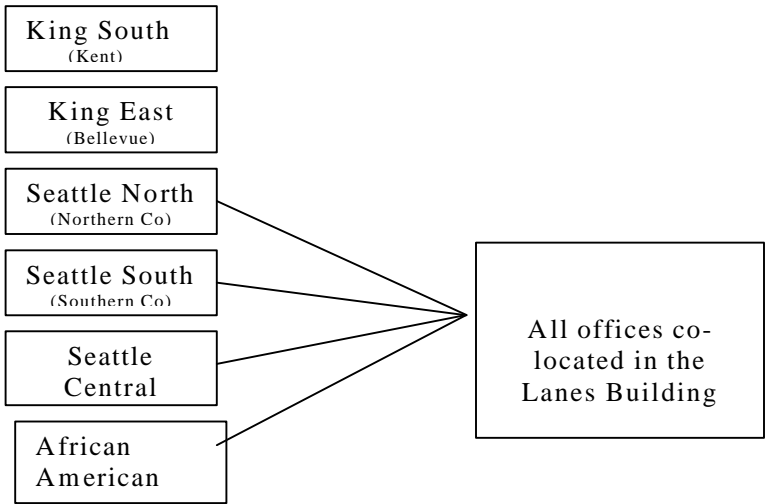 King South
(Kent)
King East
(Bellevue)
Seattle North
(Northern Co)
Seattle South
(Southern Co)
Seattle
Central
African
American
All offices co-
located in the
Lanes Building